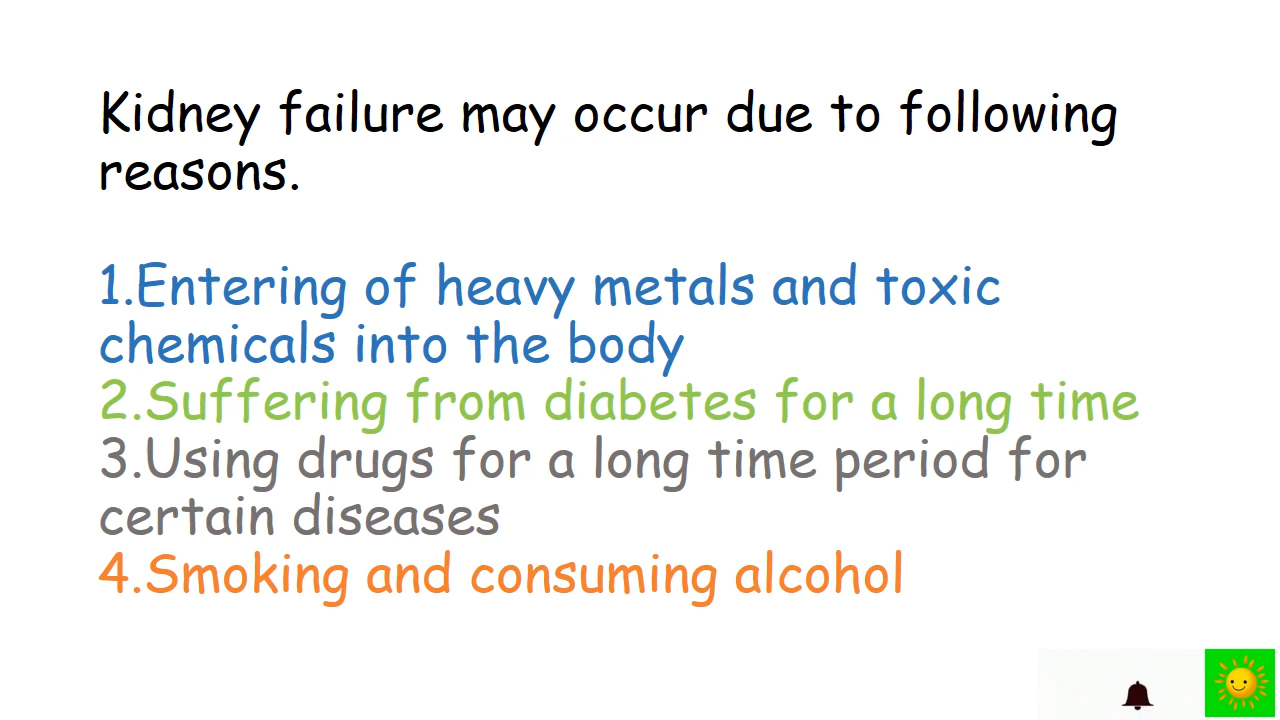 Kidney failure may occur due to following
reasons.
1.Entering of heavy metals and toxic
chemicals into the body
2.Suffering from diabetes for a long time
3.Using drugs for a long time period for
certain diseases
4.Smoking and consuming alcohol